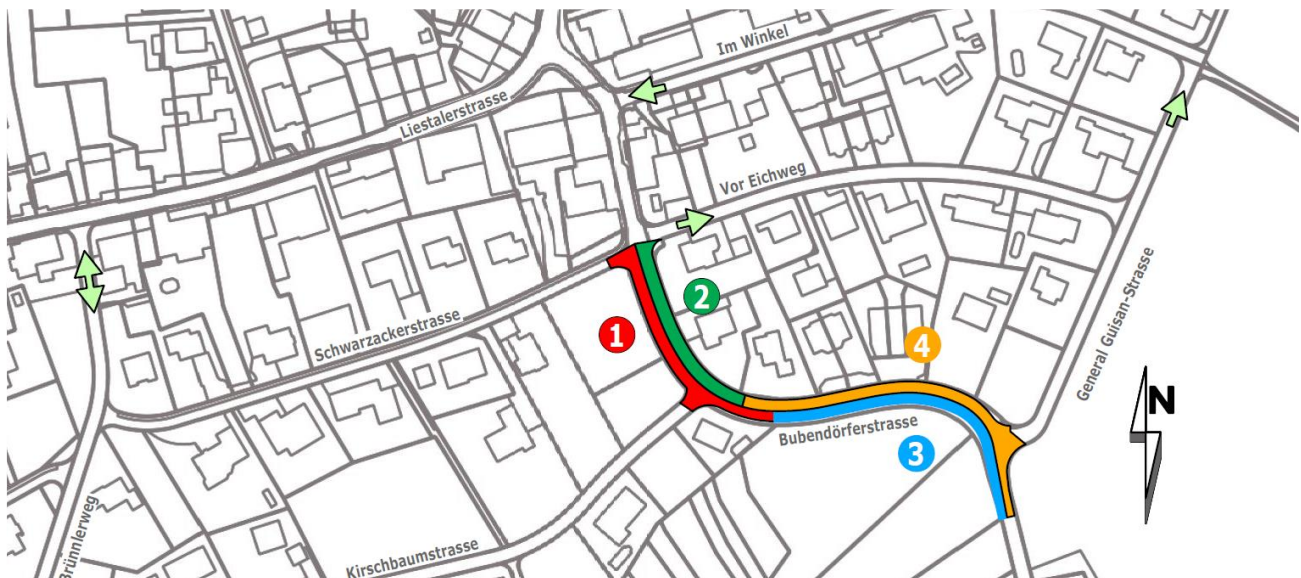 Im Winkel
Liestalerstrasse
Vor Eichweg
General Guisan-Strasse
2
Schwarzackerstrasse
1
4
N
Bubendörferstrasse
3
Brünnlerweg
Kirschbaumstrasse